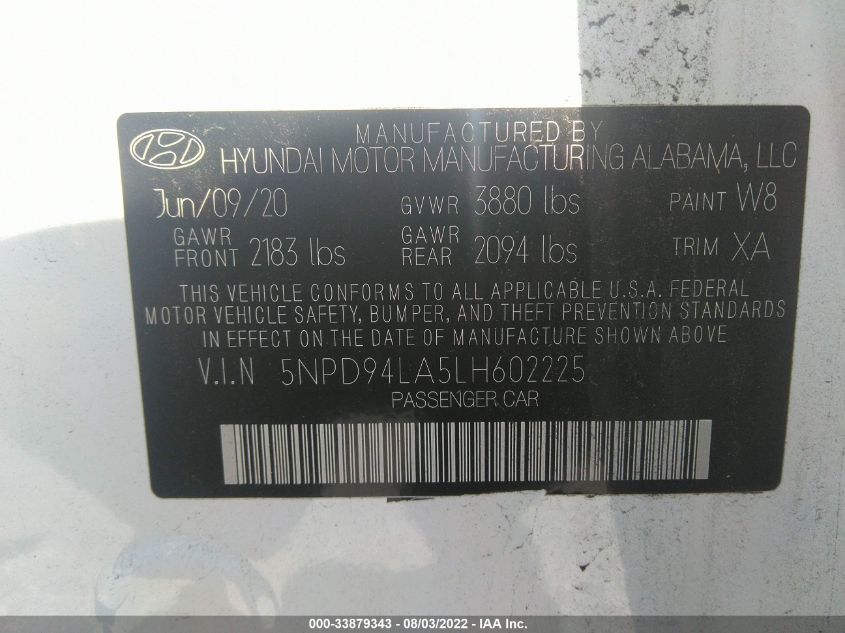 MANUFACTURED BY
HYUNDAI MOTOR MANUFACTURING ALABAMA, LLC
Jun/09/20 GVWR 3880 lbs PAINT W8
GAWR FRONT 2183 lbs GAWR REAR 2094 lbs TRIM XA
THIS VEHICLE CONFORMS TO ALL APPLICABLE U.S.A. FEDERAL
MOTOR VEHICLE SAFETY, BUMPER, AND THEFT PREVENTION STANDARDS
IN EFFECT ON THE DATE OF MANUFACTURE SHOWN ABOVE
V.I.N 5NPD94LA5LH602225
PASSENGER CAR
000-33879343 - 08/03/2022 - IAA Inc.